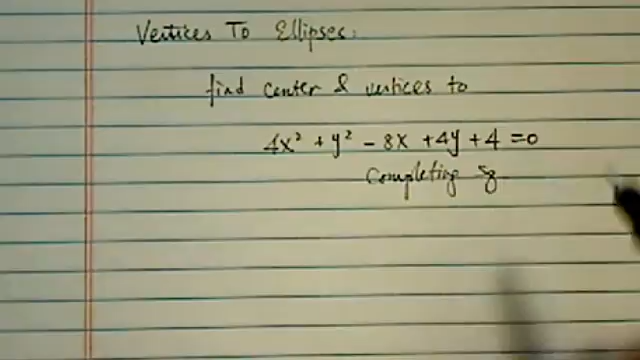 Vertices To Ellipses:
find center & vertices to
4x² + y² - 8x + 4y + 4 = 0
Completing Sq